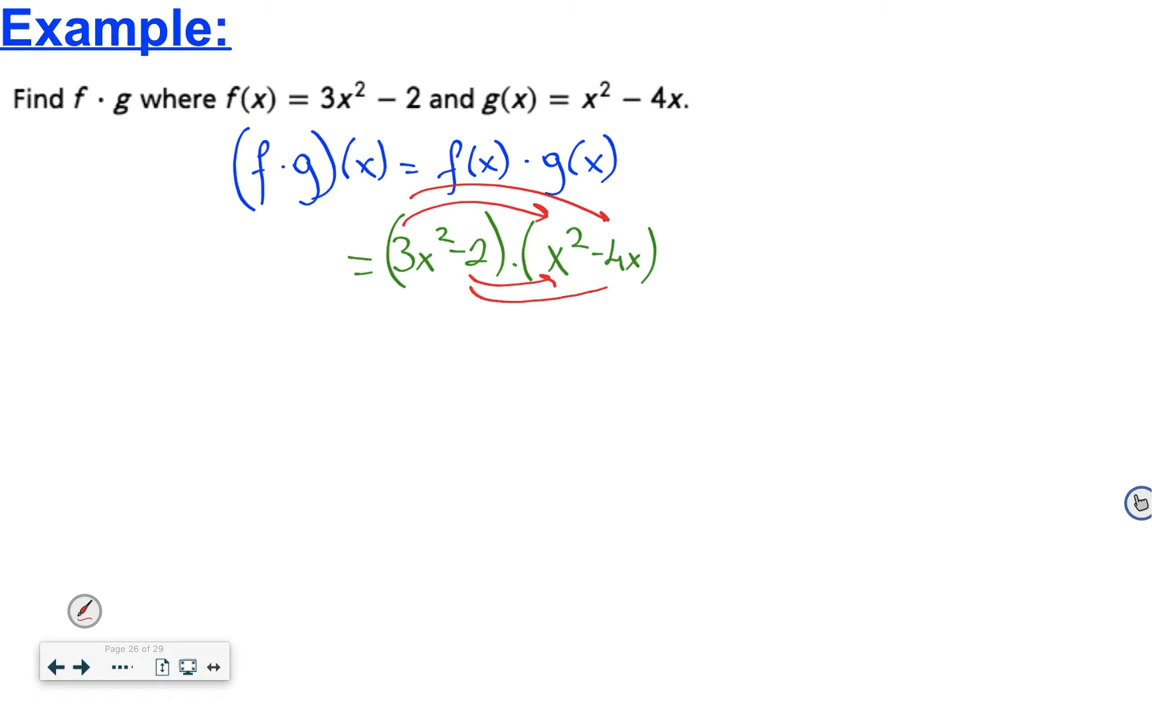 Example:
Find f · g where f(x) = 3x² − 2 and g(x) = x² − 4x.
(f·g)(x) = f(x)·g(x)
= (3x²-2).(x²-4x)
Page 26 of 29